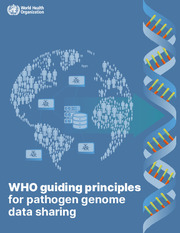 World Health
Organization
WHO guiding principles
for pathogen genome
data sharing